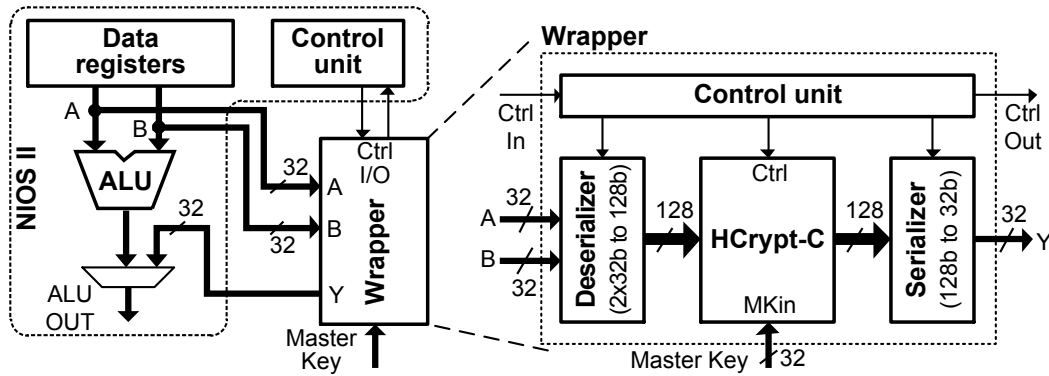 Data
registers
Control
unit
A
B
ALU
NIOS II
32
ALU
OUT
Ctrl
I/O
32
A
32
B
Y
Wrapper
Master
Key
Wrapper
Control unit
Ctrl
In
Ctrl
Out
A
32
B
32
Deserializer
(2x32b to 128b)
128
Ctrl
HCrypt-C
MKin
128
Serializer
(128b to 32b)
32
Y
Master Key
32